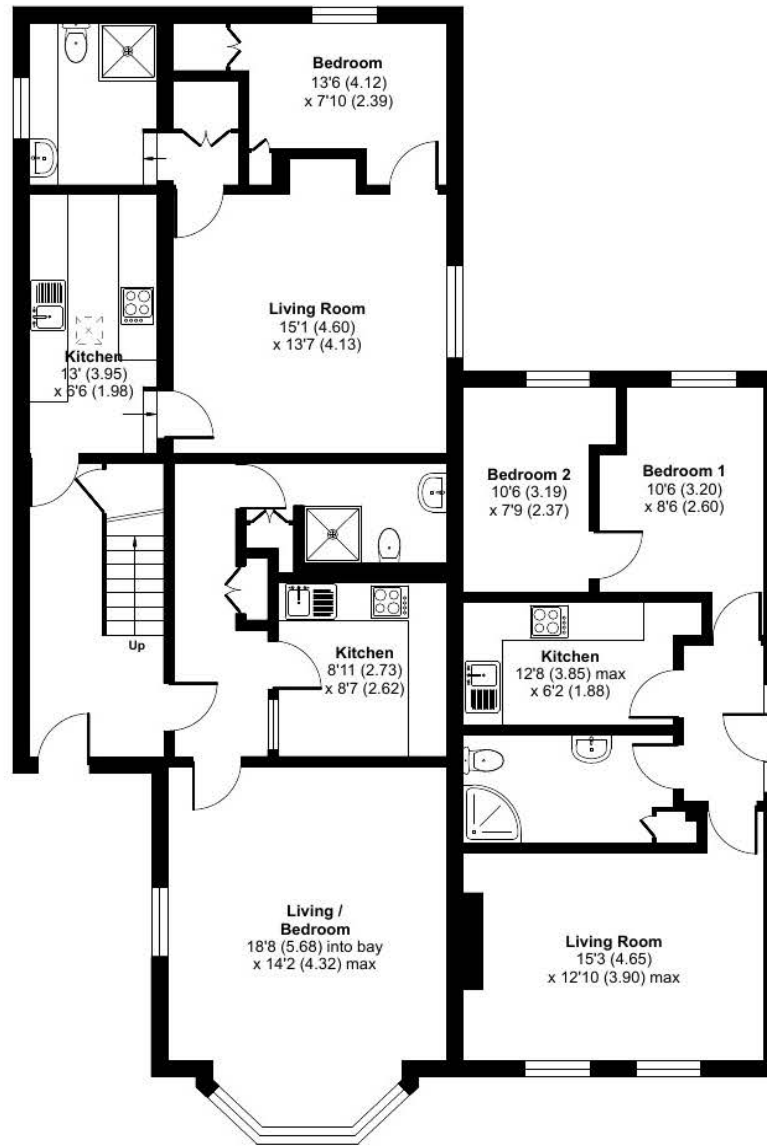 Bedroom
13'6 (4.12)
x 7'10 (2.39)
Living Room
15'1 (4.60)
x 13'7 (4.13)
Kitchen
13' (3.95)
x 6'6 (1.98)
Bedroom 2
10'6 (3.19)
x 7'9 (2.37)
Bedroom 1
10'6 (3.20)
x 8'6 (2.60)
Up
Kitchen
8'11 (2.73)
x 8'7 (2.62)
Kitchen
12'8 (3.85) max
x 6'2 (1.88)
Living /
Bedroom
18'8 (5.68) into bay
x 14'2 (4.32) max
Living Room
15'3 (4.65)
x 12'10 (3.90) max